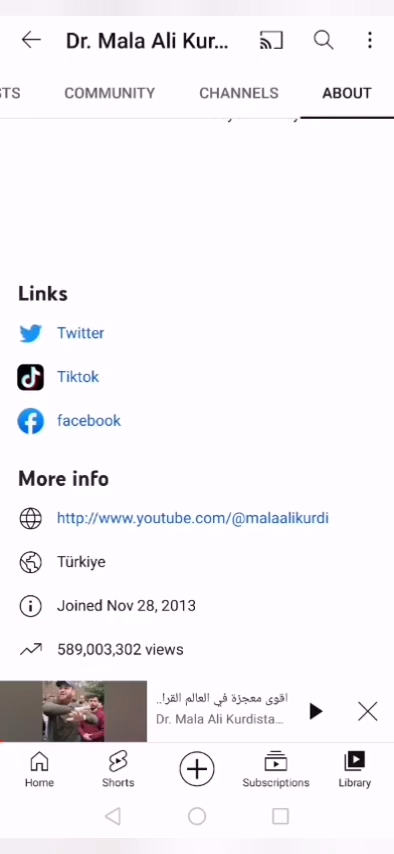 Dr. Mala Ali Kur...
STS
COMMUNITY
CHANNELS
ABOUT
Links
Twitter
Tiktok
facebook
More info
http://www.youtube.com/@malaalikurdi
Türkiye
Joined Nov 28, 2013
589,003,302 views
اقوى معجزة في العالم القرا..
Dr. Mala Ali Kurdista...
Home
Shorts
Subscriptions
Library